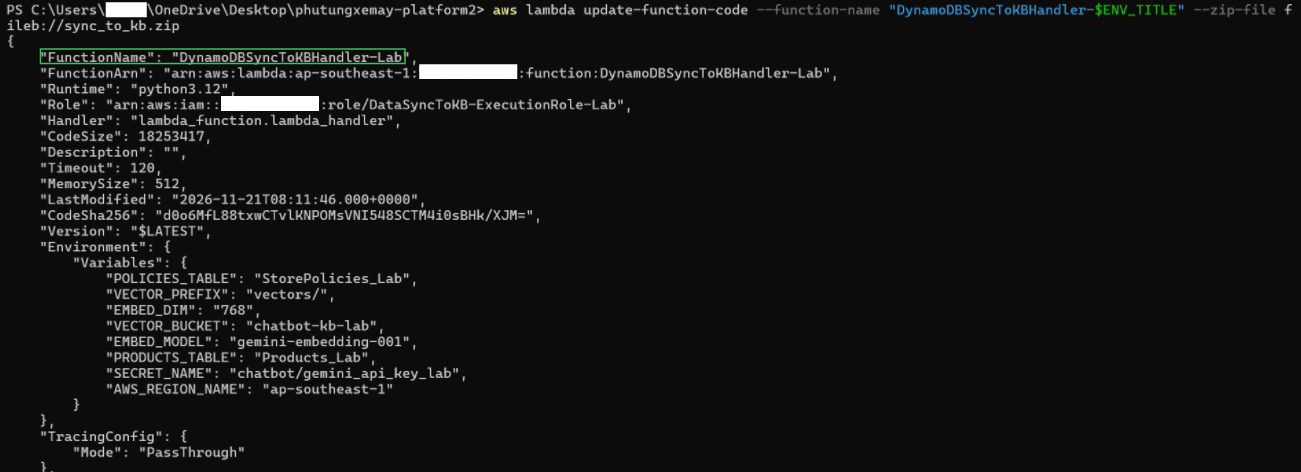 PS C:\Users\ \OneDrive\Desktop\phutungxemay-platform2> aws lambda update-function-code --function-name "DynamoDBSyncToKBHandler-$ENV_TITLE" --zip-file f
ileb://sync_to_kb.zip
{
    "FunctionName": "DynamoDBSyncToKBHandler-Lab",
    "FunctionArn": "arn:aws:lambda:ap-southeast-1: :function:DynamoDBSyncToKBHandler-Lab",
    "Runtime": "python3.12",
    "Role": "arn:aws:iam:: :role/DataSyncToKB-ExecutionRole-Lab",
    "Handler": "lambda_function.lambda_handler",
    "CodeSize": 18253417,
    "Description": "",
    "Timeout": 120,
    "MemorySize": 512,
    "LastModified": "2026-11-21T08:11:46.000+0000",
    "CodeSha256": "d0o6MfL88txwCTvlKNPOMsVNI548SCTM4i0sBHk/XJM=",
    "Version": "$LATEST",
    "Environment": {
        "Variables": {
            "POLICIES_TABLE": "StorePolicies_Lab",
            "VECTOR_PREFIX": "vectors/",
            "EMBED_DIM": "768",
            "VECTOR_BUCKET": "chatbot-kb-lab",
            "EMBED_MODEL": "gemini-embedding-001",
            "PRODUCTS_TABLE": "Products_Lab",
            "SECRET_NAME": "chatbot/gemini_api_key_lab",
            "AWS_REGION_NAME": "ap-southeast-1"
        }
    },
    "TracingConfig": {
        "Mode": "PassThrough"
    },